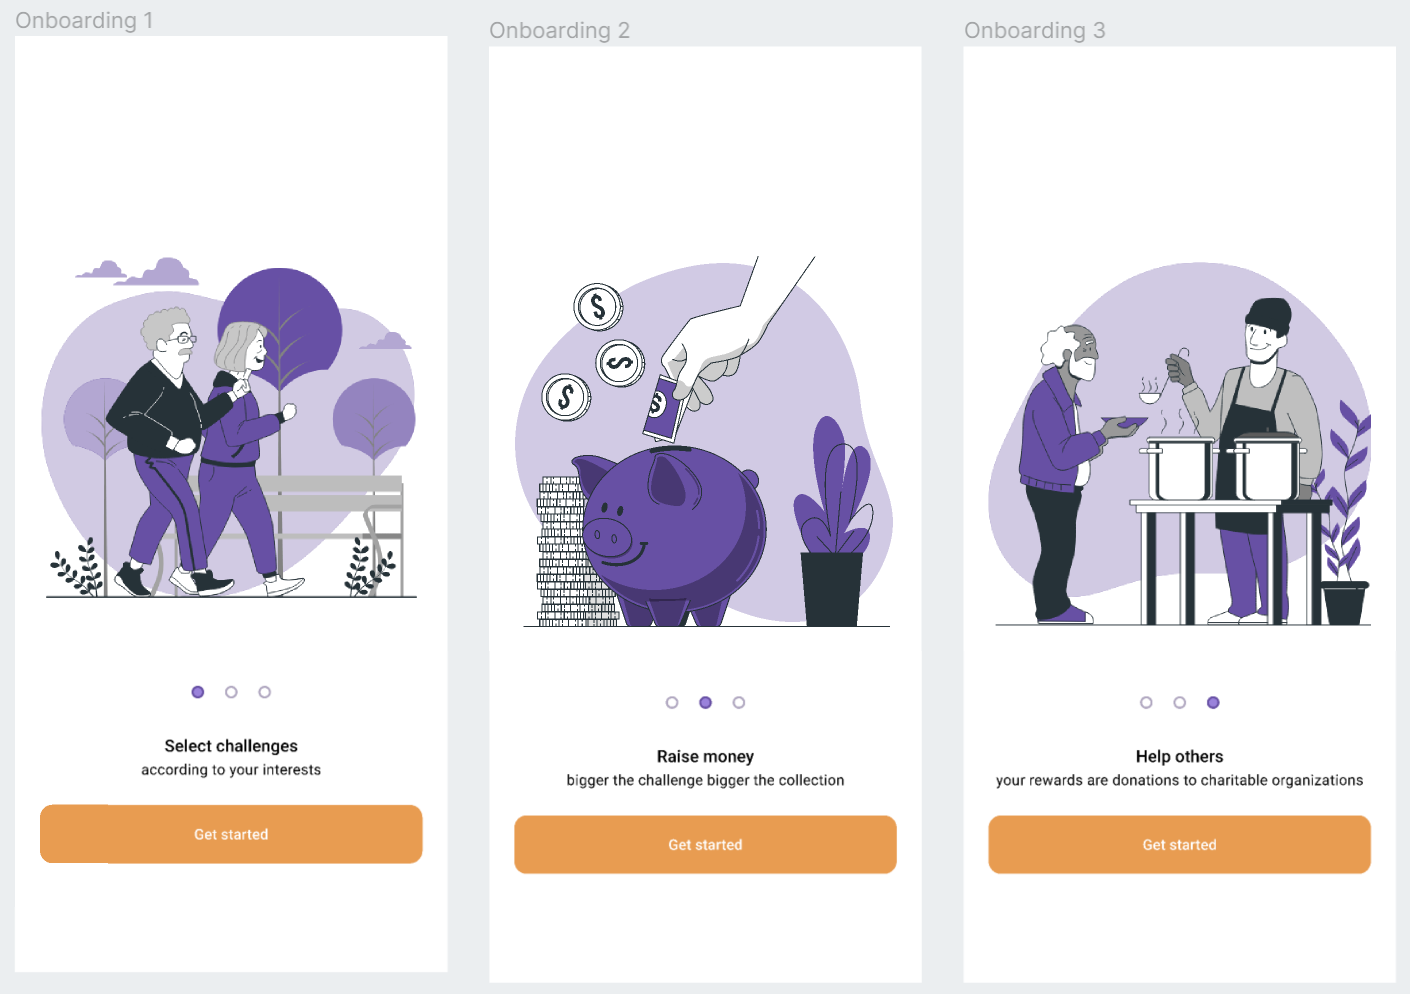 Onboarding 1
Select challenges
according to your interests
Get started
Onboarding 2
$
$
$
$
Raise money
bigger the challenge bigger the collection
Get started
Onboarding 3
Help others
your rewards are donations to charitable organizations
Get started